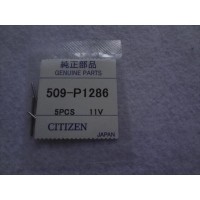 純正部品
GENUINE PARTS
509-P1286
5PCS 11V
CITIZEN
JAPAN